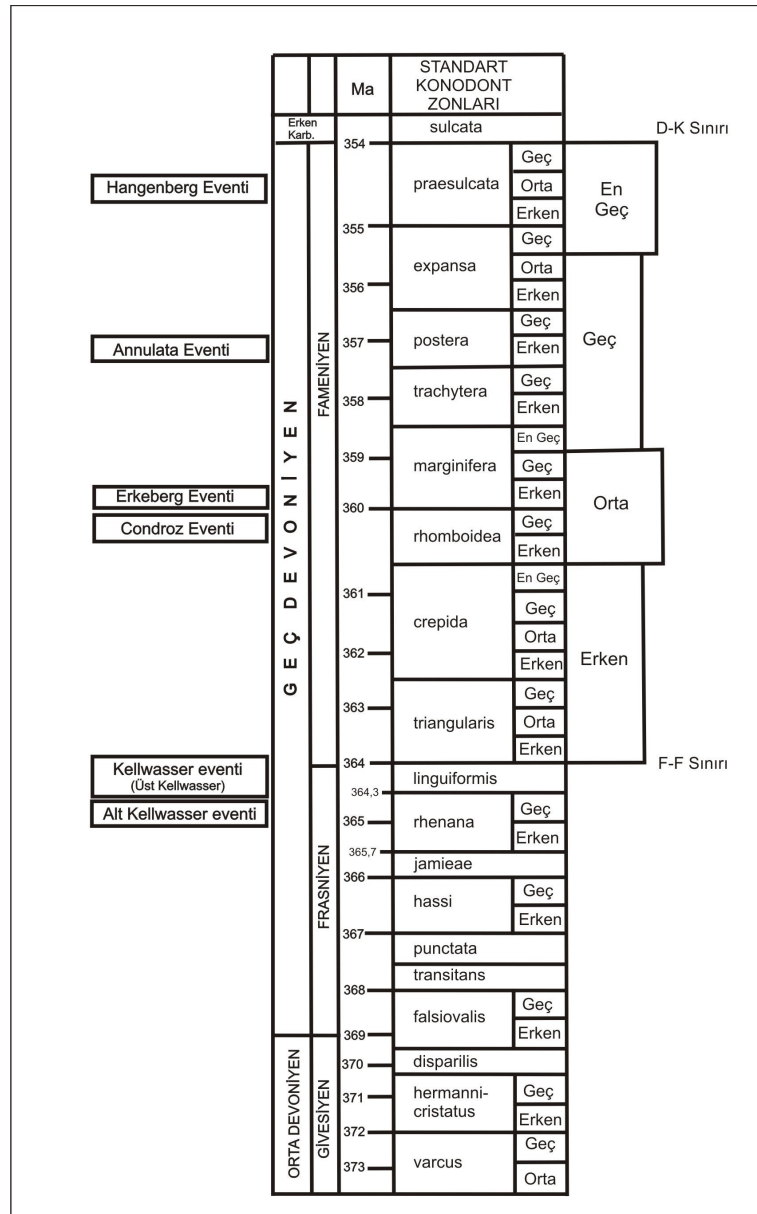 Ma
STANDART
KONODONT
ZONLARI
Erken
Karb.
sulcata
D-K Sınırı
354
Hangenberg Eventi
praesulcata
Geç
Orta
Erken
En
Geç
355
expansa
Geç
Orta
Erken
356
Annulata Eventi
357
postera
Geç
Erken
Geç
358
trachytera
Geç
Erken
359
marginifera
En Geç
Geç
Erken
Orta
Erkeberg Eventi
360
Condroz Eventi
rhomboidea
Geç
Erken
361
crepida
En Geç
Geç
Orta
Erken
Erken
362
363
triangularis
Geç
Orta
Erken
364
F-F Sınırı
GEÇ DEVONİYEN
FAMENİYEN
Kellwasser eventi
(Üst Kellwasser)
linguiformis
364,3
Alt Kellwasser eventi
365
rhenana
Geç
Erken
365,7
jamieae
366
hassi
Geç
Erken
367
punctata
transitans
368
falsiovalis
Geç
Erken
369
FRASNİYEN
disparilis
370
371
hermanni-
cristatus
Geç
Erken
372
varcus
Geç
Orta
373
ORTA DEVONİYEN
GİVESİYEN